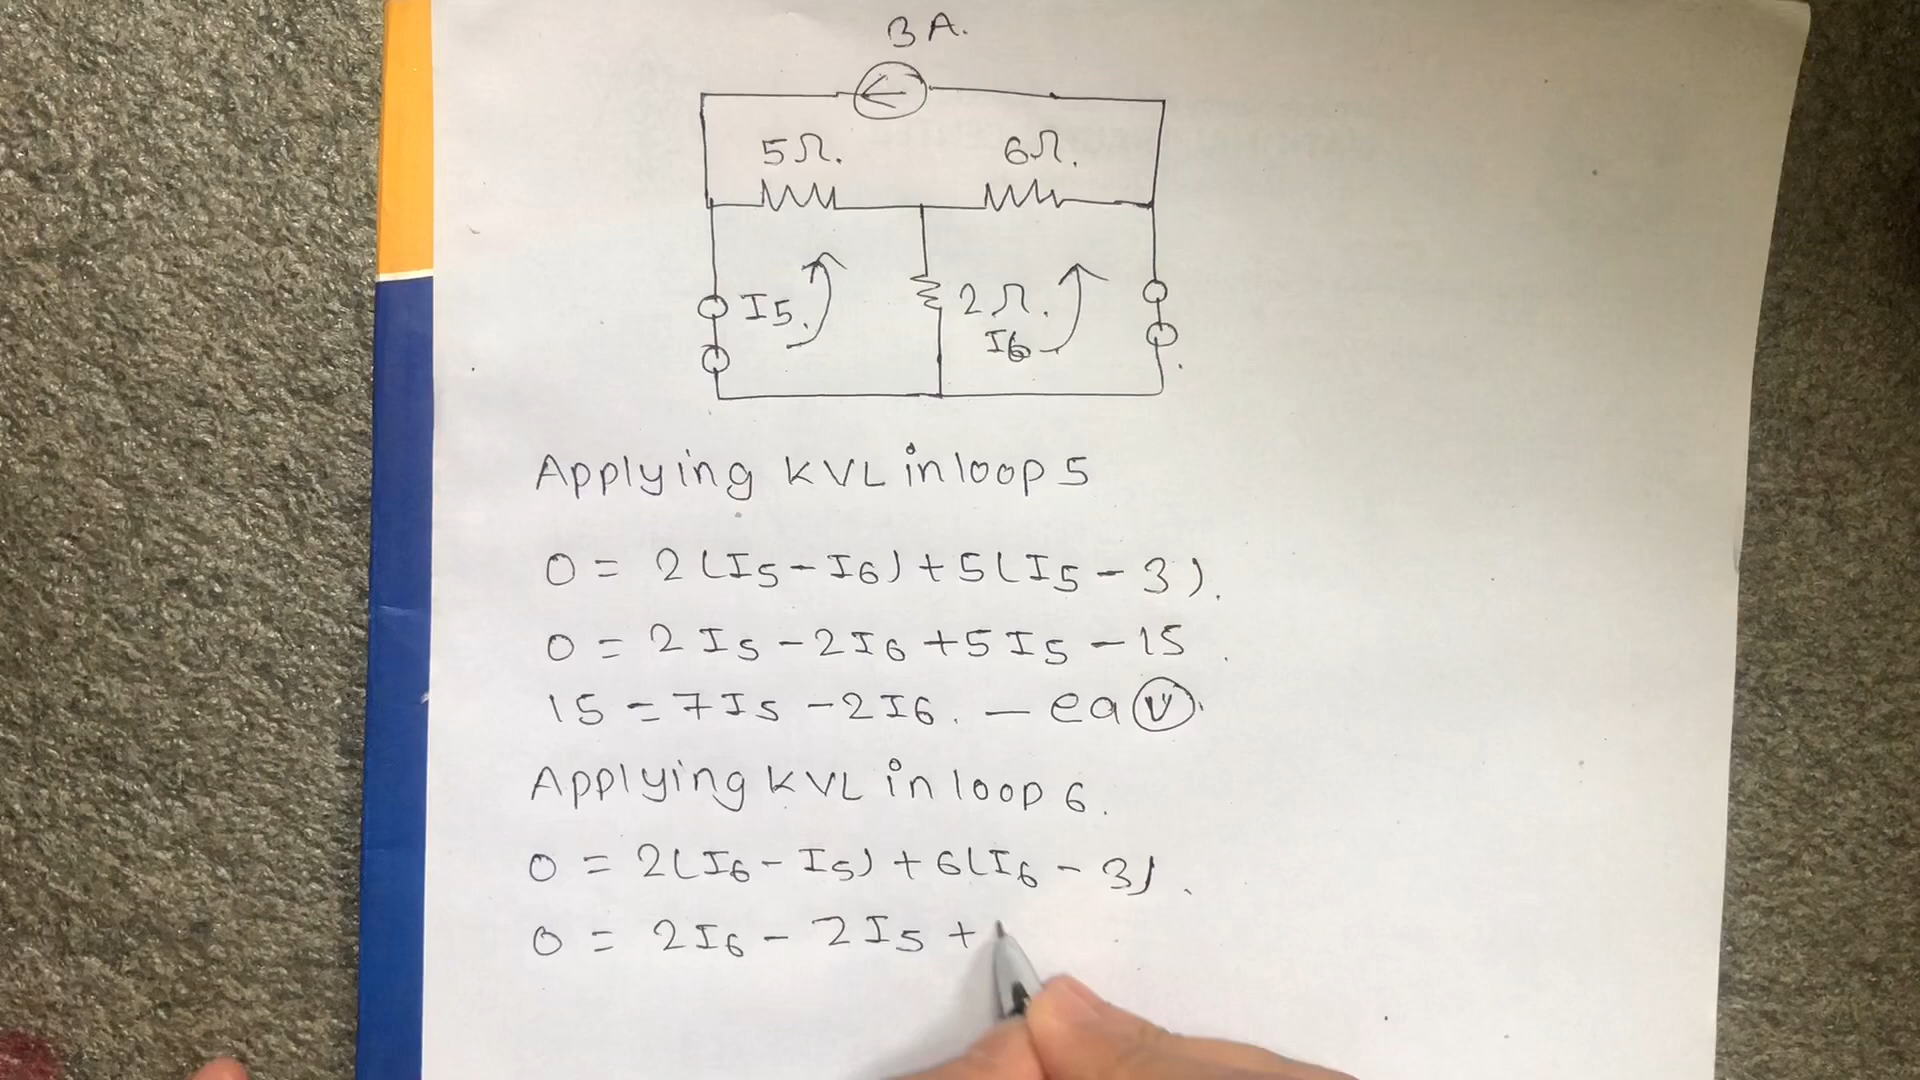 3 A.
5Ω. 6Ω.
I5. 2Ω.
I6
Applying KVL in loop 5
0 = 2(I5 - I6) + 5(I5 - 3).
0 = 2I5 - 2I6 + 5I5 - 15.
15 = 7I5 - 2I6. — eq (V).
Applying KVL in loop 6.
0 = 2(I6 - I5) + 6(I6 - 3).
0 = 2I6 - 2I5 +